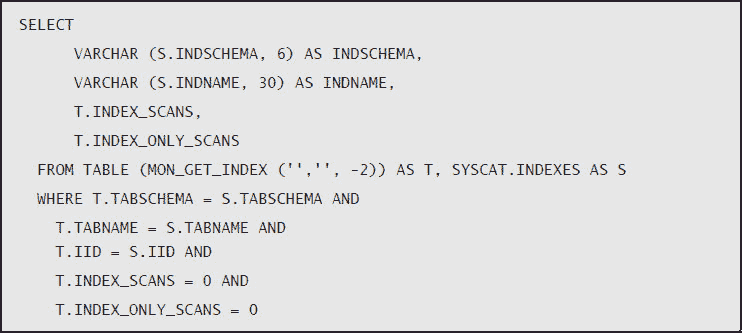 SELECT
VARCHAR (S.INDSCHEMA, 6) AS INDSCHEMA,
VARCHAR (S.INDNAME, 30) AS INDNAME,
T.INDEX_SCANS,
T.INDEX_ONLY_SCANS
FROM TABLE (MON_GET_INDEX ('','', -2)) AS T, SYSCAT.INDEXES AS S
WHERE T.TABSCHEMA = S.TABSCHEMA AND
T.TABNAME = S.TABNAME AND
T.IID = S.IID AND
T.INDEX_SCANS = 0 AND
T.INDEX_ONLY_SCANS = 0